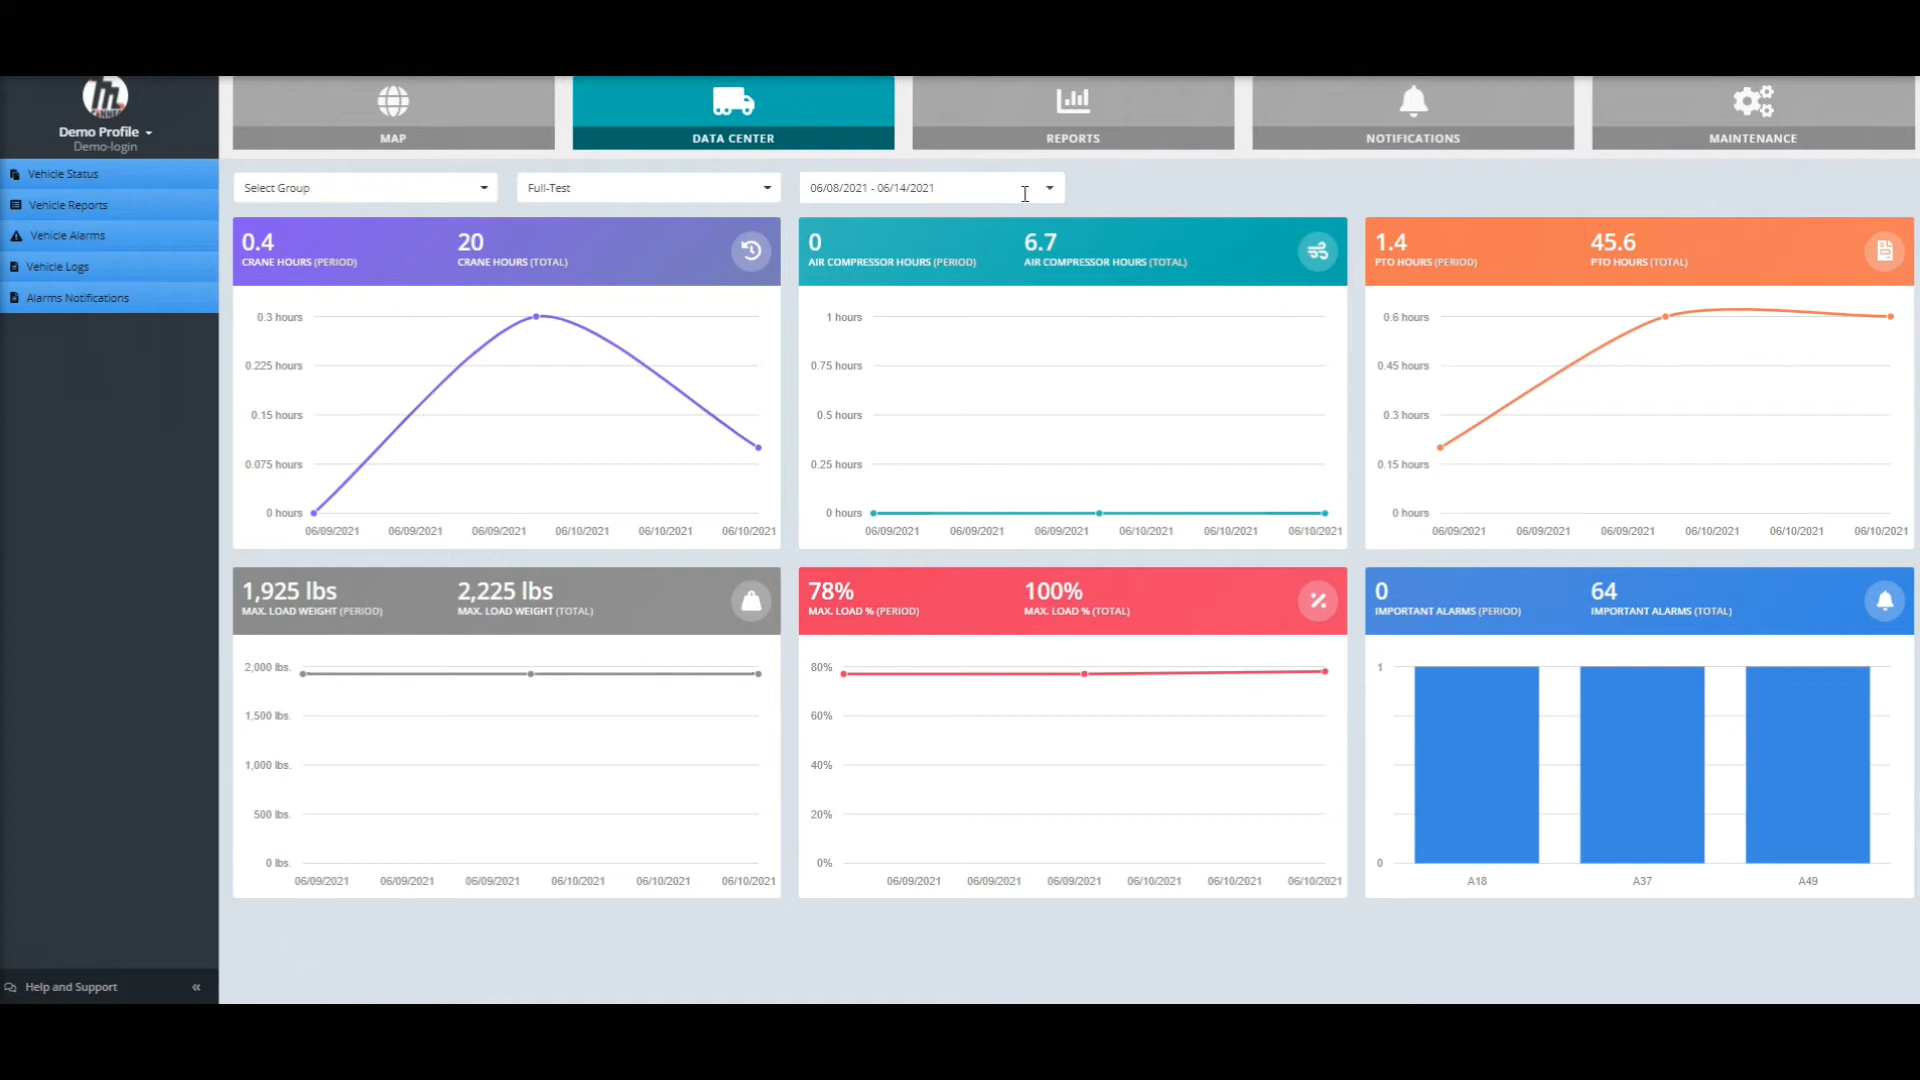 Demo Profile
Demo-login
Vehicle Status
Vehicle Reports
Vehicle Alarms
Vehicle Logs
Alarms Notifications
Help and Support
«
MAP
DATA CENTER
REPORTS
NOTIFICATIONS
MAINTENANCE
Select Group
Full-Test
06/08/2021 - 06/14/2021
0.4
CRANE HOURS (PERIOD)
20
CRANE HOURS (TOTAL)
0.3 hours
0.225 hours
0.15 hours
0.075 hours
0 hours
06/09/2021 06/09/2021 06/09/2021 06/10/2021 06/10/2021 06/10/2021
0
AIR COMPRESSOR HOURS (PERIOD)
6.7
AIR COMPRESSOR HOURS (TOTAL)
1 hours
0.75 hours
0.5 hours
0.25 hours
0 hours
06/09/2021 06/09/2021 06/09/2021 06/10/2021 06/10/2021 06/10/2021
1.4
PTO HOURS (PERIOD)
45.6
PTO HOURS (TOTAL)
0.6 hours
0.45 hours
0.3 hours
0.15 hours
0 hours
06/09/2021 06/09/2021 06/09/2021 06/10/2021 06/10/2021 06/10/2021
1,925 lbs
MAX. LOAD WEIGHT (PERIOD)
2,225 lbs
MAX. LOAD WEIGHT (TOTAL)
2,000 lbs.
1,500 lbs.
1,000 lbs.
500 lbs.
0 lbs.
06/09/2021 06/09/2021 06/09/2021 06/10/2021 06/10/2021 06/10/2021
78%
MAX. LOAD % (PERIOD)
100%
MAX. LOAD % (TOTAL)
80%
60%
40%
20%
0%
06/09/2021 06/09/2021 06/09/2021 06/10/2021 06/10/2021 06/10/2021
0
IMPORTANT ALARMS (PERIOD)
64
IMPORTANT ALARMS (TOTAL)
1
0
A18 A37 A49